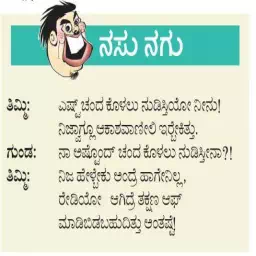 ನಸು ನಗು
ತಿಮ್ಮಿ: ಎಷ್ಟ್ ಚಂದ ಕೊಳಲು ನುಡಿಸ್ತಿಯೋ ನೀನು!
ನಿಜ್ವಾಗ್ಲೂ ಆಕಾಶವಾಣೀಲಿ ಇರ್‍ಬೇಕಿತ್ತು.
ಗುಂಡ: ನಾ ಅಷ್ಟೊಂದ್ ಚಂದ ಕೊಳಲು ನುಡಿಸ್ತೀನಾ?!
ತಿಮ್ಮಿ: ನಿಜ ಹೇಳ್ಬೇಕು ಅಂದ್ರೆ ಹಾಗೇನಿಲ್ಲ,
ರೇಡಿಯೋ ಆಗಿದ್ರೆ ತಕ್ಷಣ ಆಫ್
ಮಾಡಿಬಿಡಬಹುದಿತ್ತು ಅಂತಷ್ಟೆ!